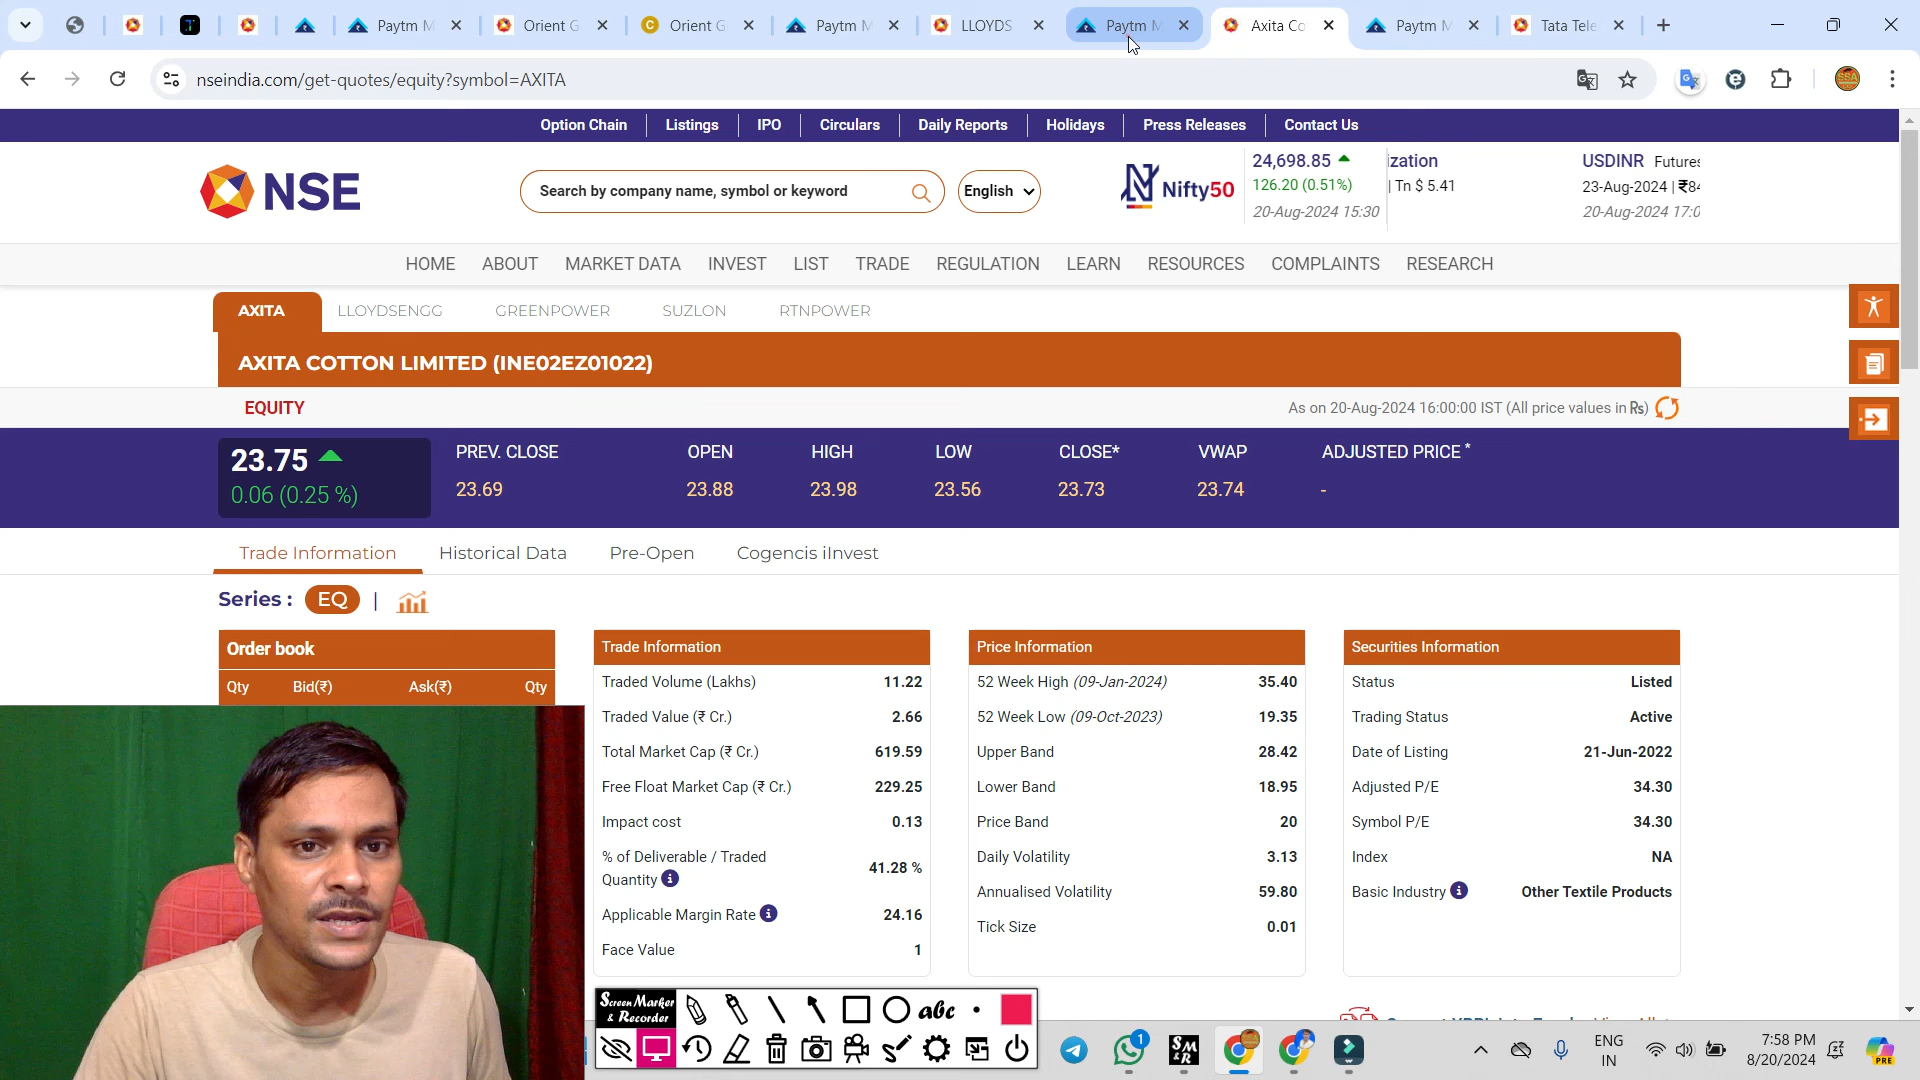 Paytm M
Orient G
Orient G
Paytm M
LLOYDS
Paytm M
Axita Co
Paytm M
Tata Tele
nseindia.com/get-quotes/equity?symbol=AXITA
Option Chain
Listings
IPO
Circulars
Daily Reports
Holidays
Press Releases
Contact Us
NSE
Search by company name, symbol or keyword
English
Nifty50
24,698.85
126.20 (0.51%)
20-Aug-2024 15:30
ization
| Tn $ 5.41
USDINR Futures
23-Aug-2024 | ₹84
20-Aug-2024 17:0
HOME
ABOUT
MARKET DATA
INVEST
LIST
TRADE
REGULATION
LEARN
RESOURCES
COMPLAINTS
RESEARCH
AXITA
LLOYDSENGG
GREENPOWER
SUZLON
RTNPOWER
AXITA COTTON LIMITED (INE02EZ01022)
EQUITY
As on 20-Aug-2024 16:00:00 IST (All price values in Rs)
23.75
0.06 (0.25 %)
PREV. CLOSE
OPEN
HIGH
LOW
CLOSE*
VWAP
ADJUSTED PRICE *
23.69
23.88
23.98
23.56
23.73
23.74
-
Trade Information
Historical Data
Pre-Open
Cogencis iInvest
Series : EQ |
Order book
Qty Bid(₹) Ask(₹) Qty
Trade Information
Traded Volume (Lakhs) 11.22
Traded Value (₹ Cr.) 2.66
Total Market Cap (₹ Cr.) 619.59
Free Float Market Cap (₹ Cr.) 229.25
Impact cost 0.13
% of Deliverable / Traded
Quantity 41.28 %
Applicable Margin Rate 24.16
Face Value 1
Price Information
52 Week High (09-Jan-2024) 35.40
52 Week Low (09-Oct-2023) 19.35
Upper Band 28.42
Lower Band 18.95
Price Band 20
Daily Volatility 3.13
Annualised Volatility 59.80
Tick Size 0.01
Securities Information
Status Listed
Trading Status Active
Date of Listing 21-Jun-2022
Adjusted P/E 34.30
Symbol P/E 34.30
Index NA
Basic Industry Other Textile Products
Screen Marker
& Recorder
abc
1
SM
&R
ENG
IN
7:58 PM
8/20/2024
PRE